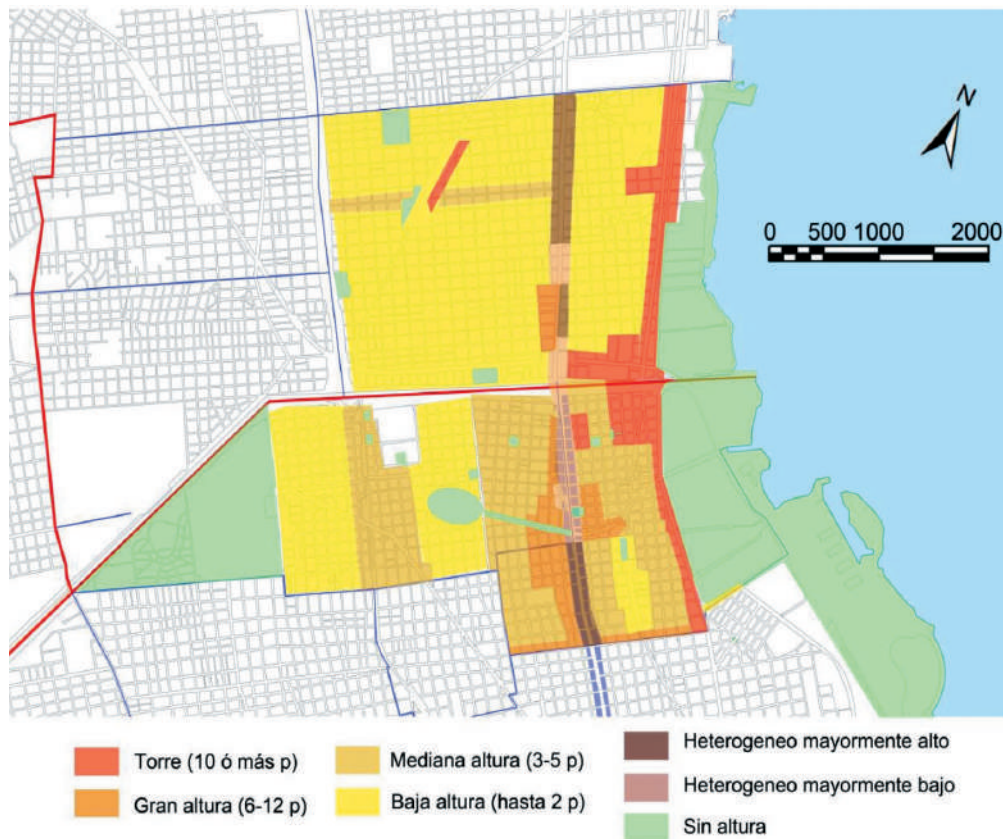 N
0 500 1000 2000
Torre (10 ó más p)
Gran altura (6-12 p)
Mediana altura (3-5 p)
Baja altura (hasta 2 p)
Heterogeneo mayormente alto
Heterogeneo mayormente bajo
Sin altura